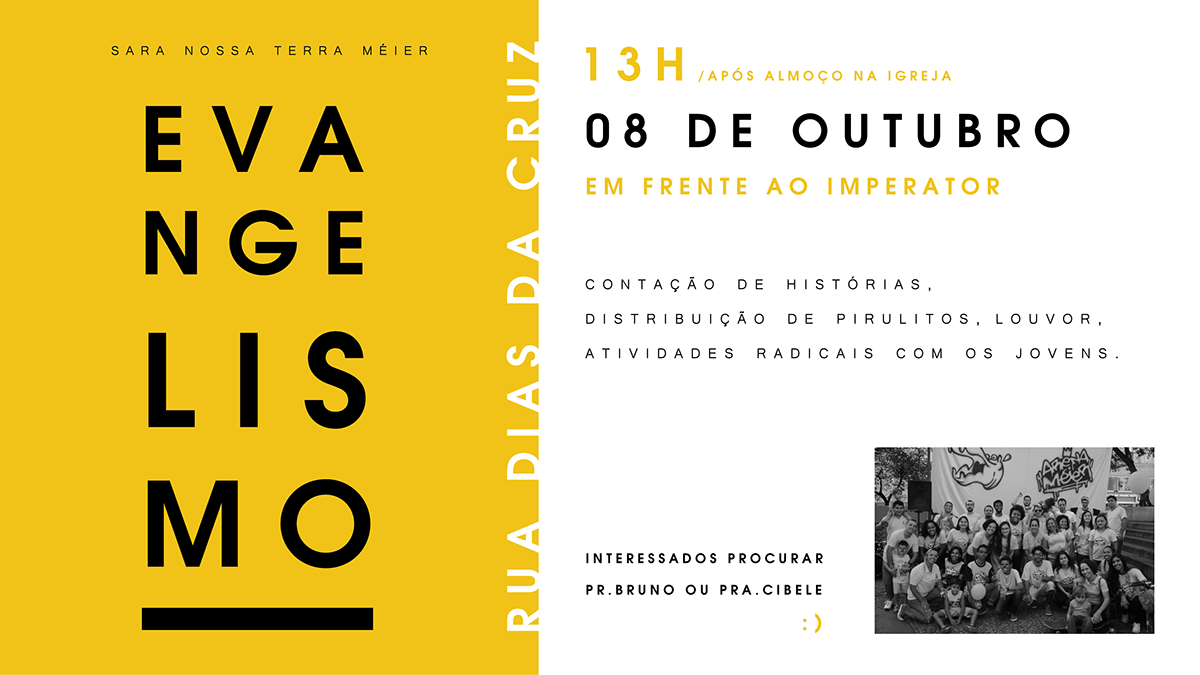 SARA NOSSA TERRA MÉIER
EVA
NGE
LIS
MO
RUA DIAS DA CRUZ
13H /APÓS ALMOÇO NA IGREJA
08 DE OUTUBRO
EM FRENTE AO IMPERATOR
CONTAÇÃO DE HISTÓRIAS,
DISTRIBUIÇÃO DE PIRULITOS, LOUVOR,
ATIVIDADES RADICAIS COM OS JOVENS.
INTERESSADOS PROCURAR
PR.BRUNO OU PRA.CIBELE
:)
ARENA
MÉIER